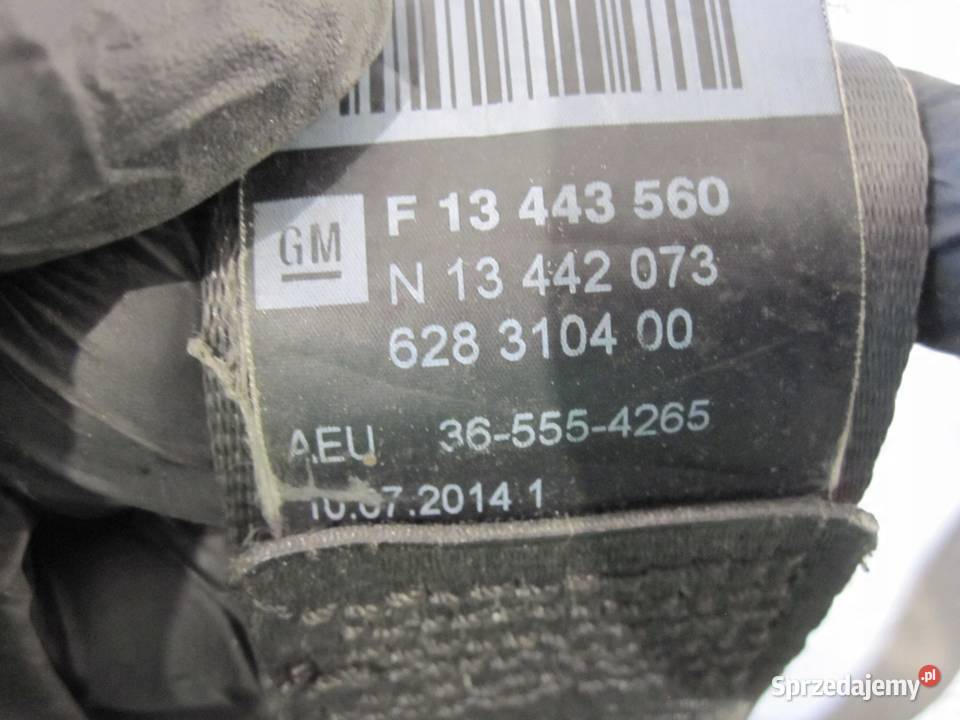 GM
F 13 443 560
N 13 442 073
628 3104 00
AEU 36-555-4265
10.07.2014 1
Sprzedajemy.pl